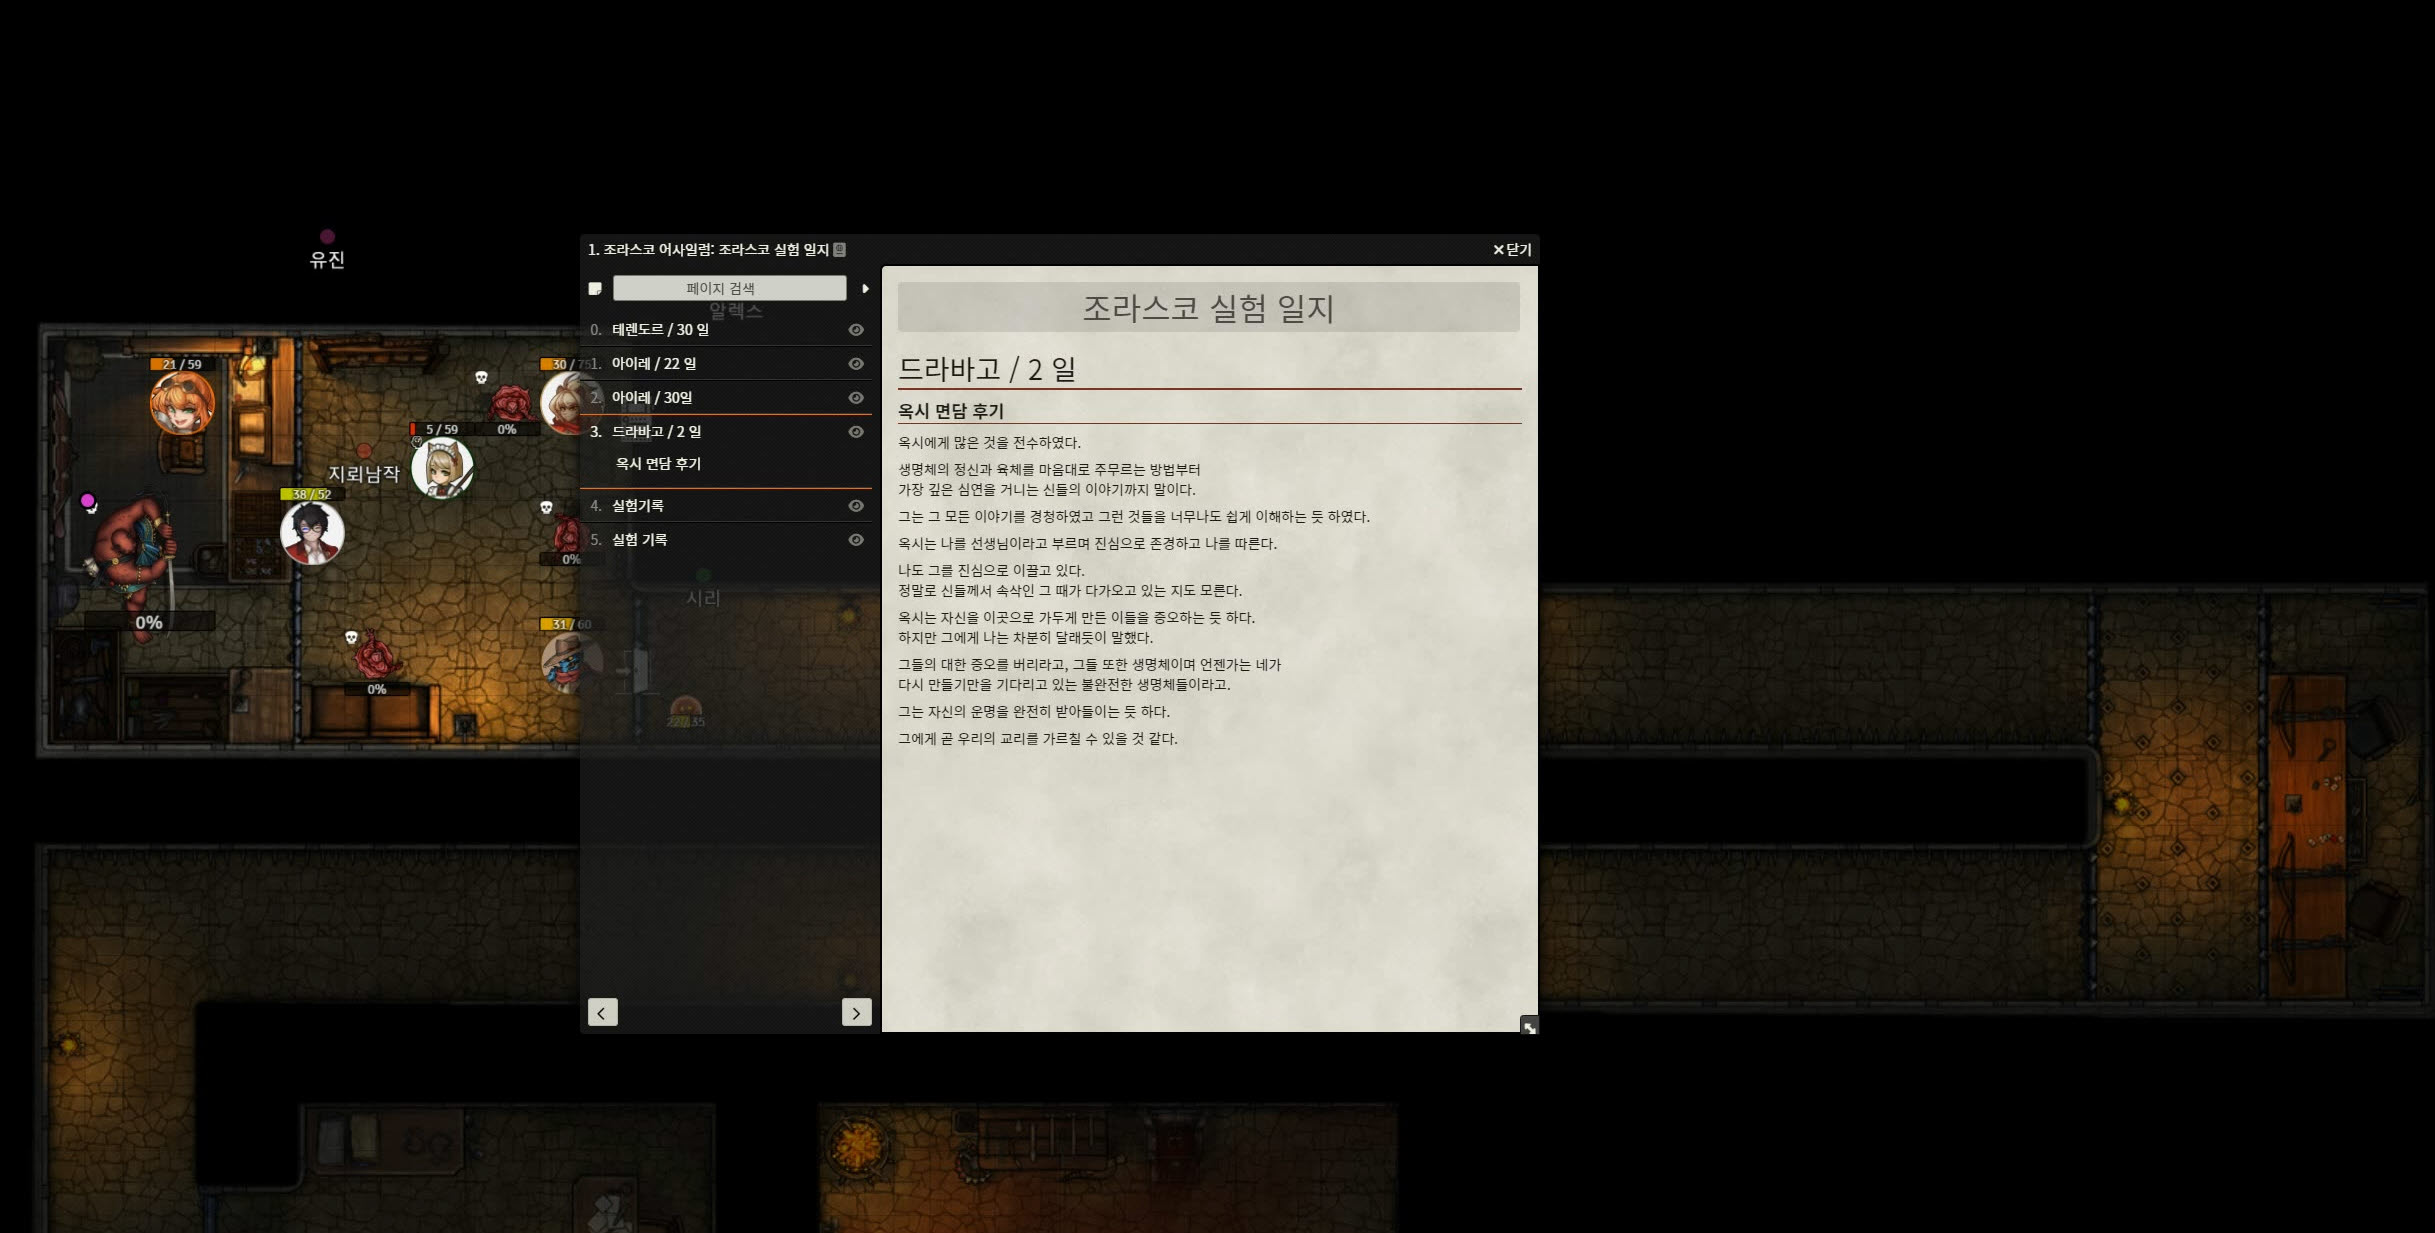 유진
1. 조라스코 어사일럼: 조라스코 실험 일지
닫기
페이지 검색
알렉스
0. 테렌도르 / 30 일
1. 아이레 / 22 일
2. 아이레 / 30일
3. 드라바고 / 2 일
옥시 면담 후기
4. 실험기록
5. 실험 기록
조라스코 실험 일지
드라바고 / 2 일
옥시 면담 후기
옥시에게 많은 것을 전수하였다.
생명체의 정신과 육체를 마음대로 주무르는 방법부터
가장 깊은 심연을 거니는 신들의 이야기까지 말이다.
그는 그 모든 이야기를 경청하였고 그런 것들을 너무나도 쉽게 이해하는 듯 하였다.
옥시는 나를 선생님이라고 부르며 진심으로 존경하고 나를 따른다.
나도 그를 진심으로 이끌고 있다.
정말로 신들께서 속삭인 그 때가 다가오고 있는 지도 모른다.
옥시는 자신을 이곳으로 가두게 만든 이들을 증오하는 듯 하다.
하지만 그에게 나는 차분히 달래듯이 말했다.
그들의 대한 증오를 버리라고, 그들 또한 생명체이며 언젠가는 네가
다시 만들기만을 기다리고 있는 불완전한 생명체들이라고.
그는 자신의 운명을 완전히 받아들이는 듯 하다.
그에게 곧 우리의 교리를 가르칠 수 있을 것 같다.
21 / 59
30 / 75
5 / 59
0%
지뢰남작
38 / 52
0%
시리
0%
31 / 60
0%
22 / 35